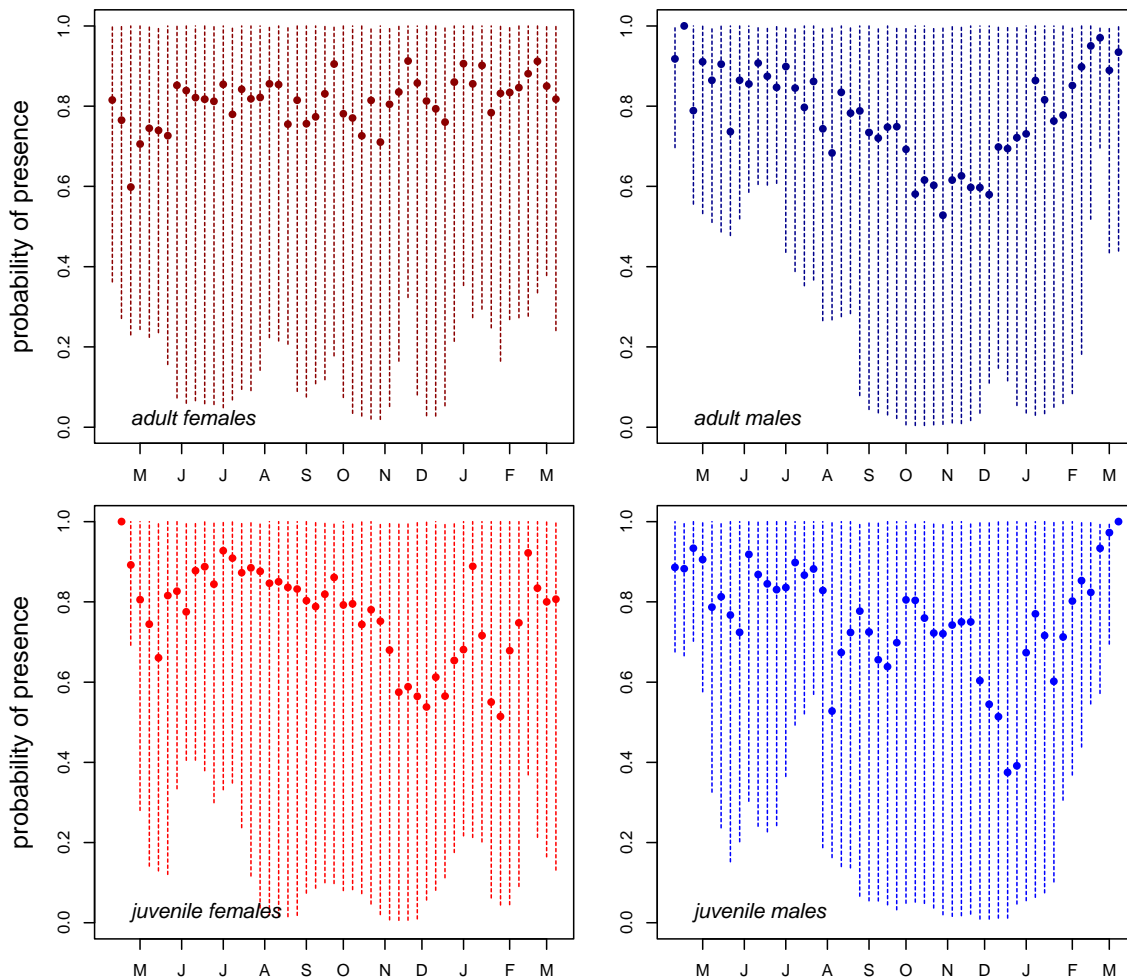 probability of presence
1.0
0.8
0.6
0.4
0.2
0.0
adult females
M J J A S O N D J F M
1.0
0.8
0.6
0.4
0.2
0.0
adult males
M J J A S O N D J F M
probability of presence
1.0
0.8
0.6
0.4
0.2
0.0
juvenile females
M J J A S O N D J F M
1.0
0.8
0.6
0.4
0.2
0.0
juvenile males
M J J A S O N D J F M